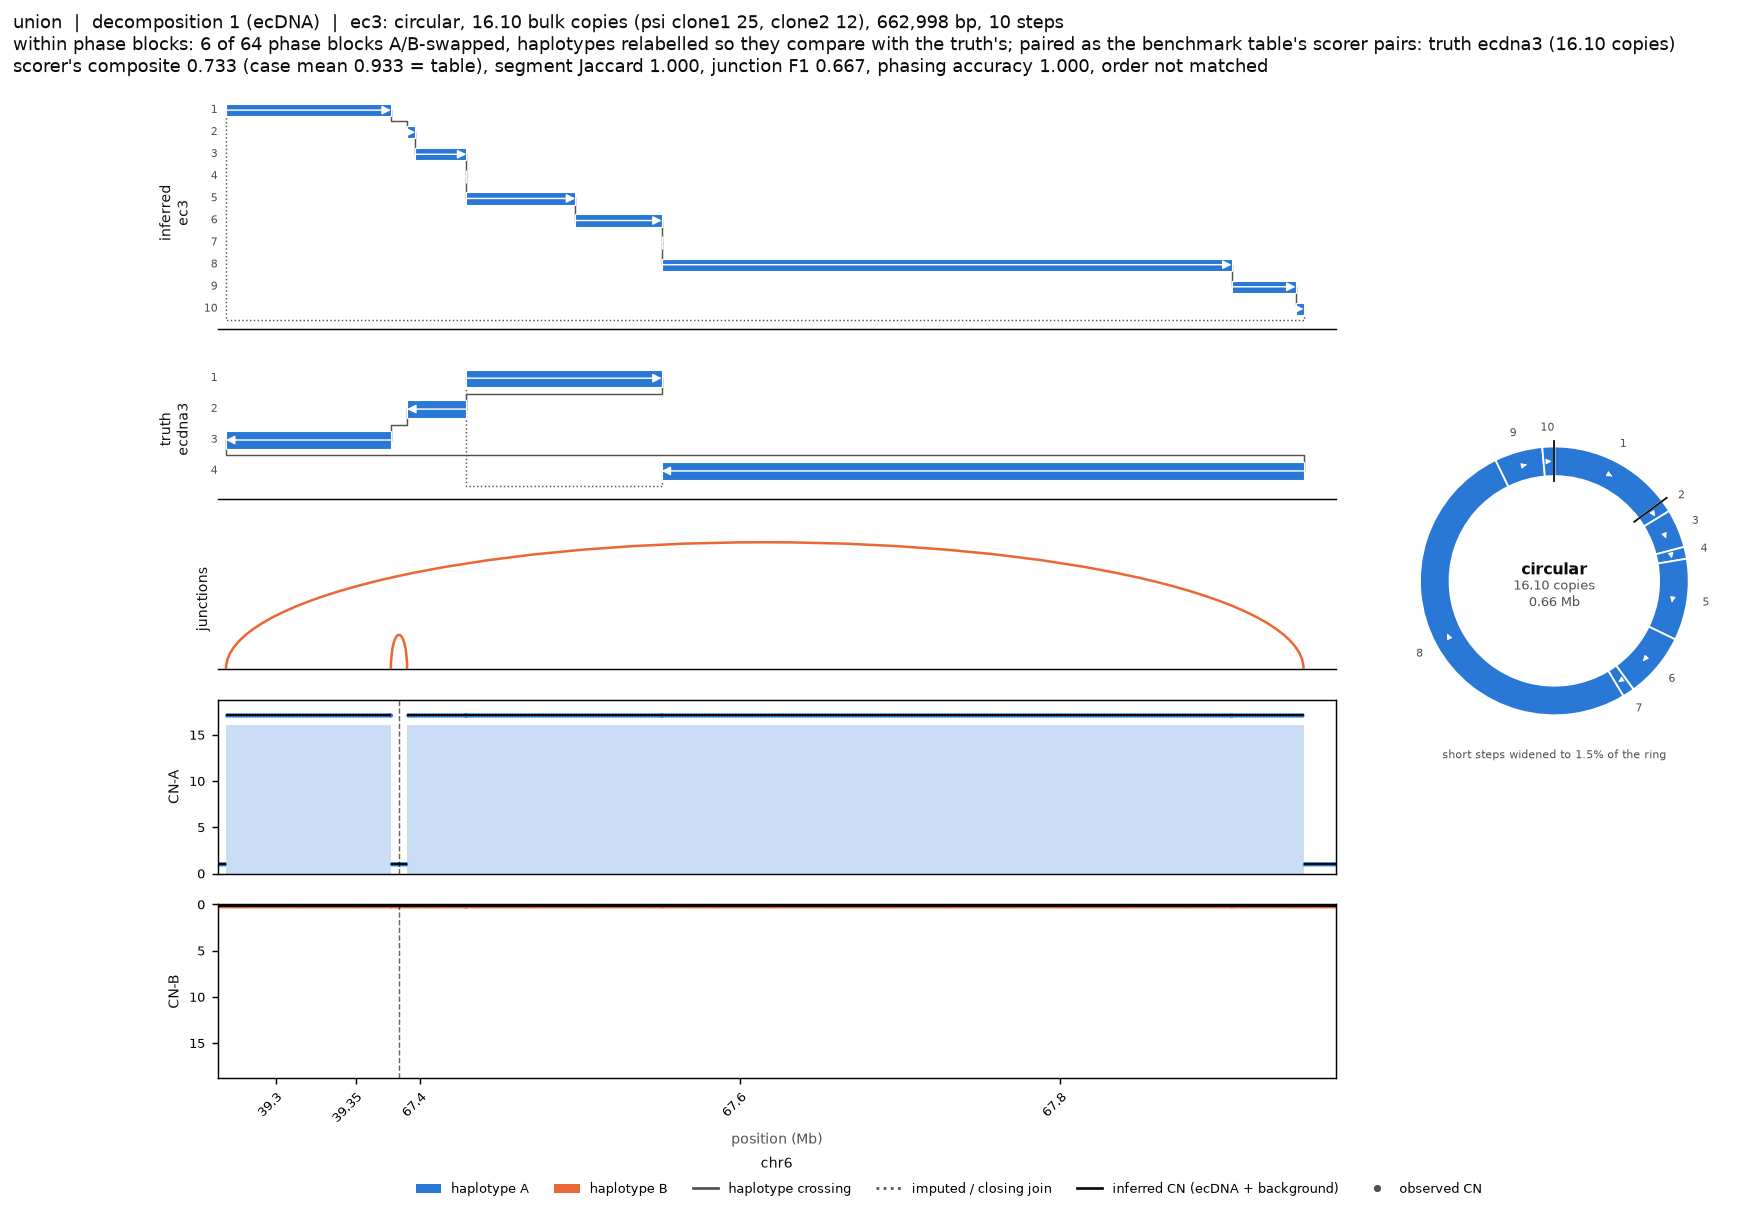 union | decomposition 1 (ecDNA) | ec3: circular, 16.10 bulk copies (psi clone1 25, clone2 12), 662,998 bp, 10 steps
within phase blocks: 6 of 64 phase blocks A/B-swapped, haplotypes relabelled so they compare with the truth's; paired as the benchmark table's scorer pairs: truth ecdna3 (16.10 copies)
scorer's composite 0.733 (case mean 0.933 = table), segment Jaccard 1.000, junction F1 0.667, phasing accuracy 1.000, order not matched
inferred
ec3
1
2
3
4
5
6
7
8
9
10
truth
ecdna3
1
2
3
4
junctions
CN-A
15
10
5
0
CN-B
0
5
10
15
39.3
39.35
67.4
67.6
67.8
position (Mb)
chr6
9
10
1
2
3
4
5
6
7
8
circular
16.10 copies
0.66 Mb
short steps widened to 1.5% of the ring
haplotype A
haplotype B
haplotype crossing
imputed / closing join
inferred CN (ecDNA + background)
observed CN